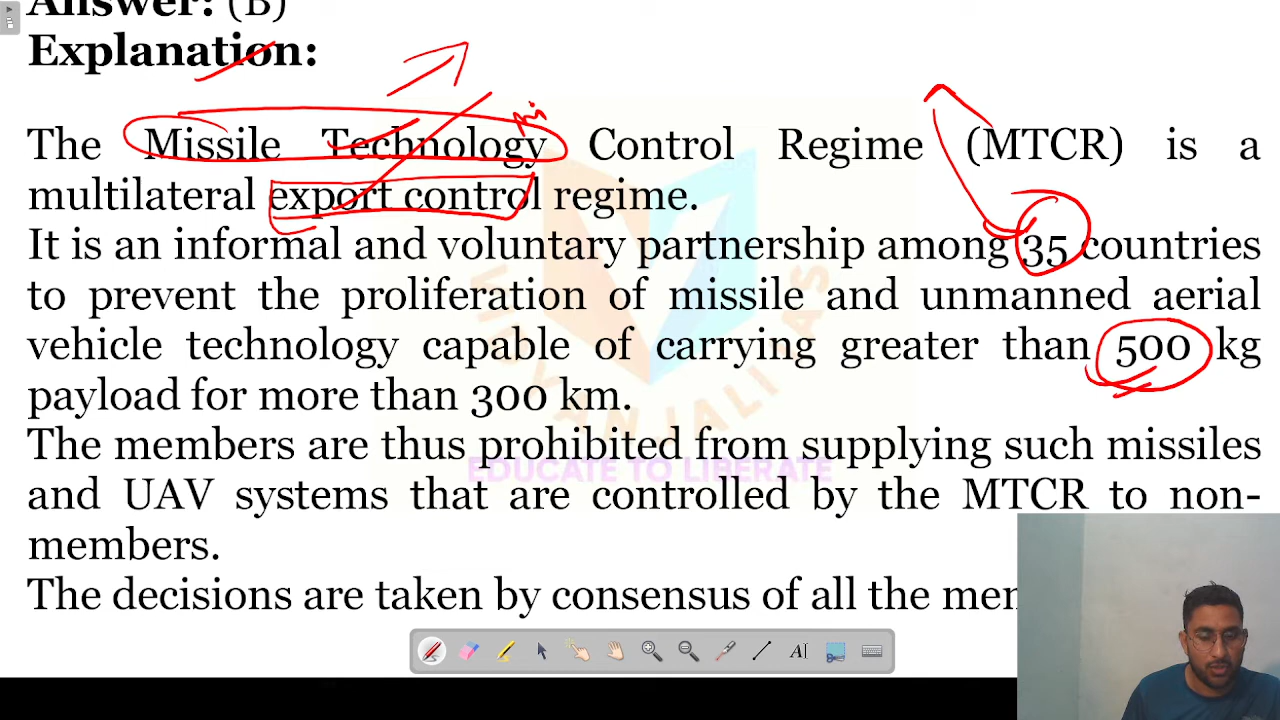 Answer: (B)
Explanation:
The Missile Technology Control Regime (MTCR) is a
multilateral export control regime.
It is an informal and voluntary partnership among 35 countries
to prevent the proliferation of missile and unmanned aerial
vehicle technology capable of carrying greater than 500 kg
payload for more than 300 km.
The members are thus prohibited from supplying such missiles
and UAV systems that are controlled by the MTCR to non-
members.
The decisions are taken by consensus of all the
EDUCATE TO LIBERATE